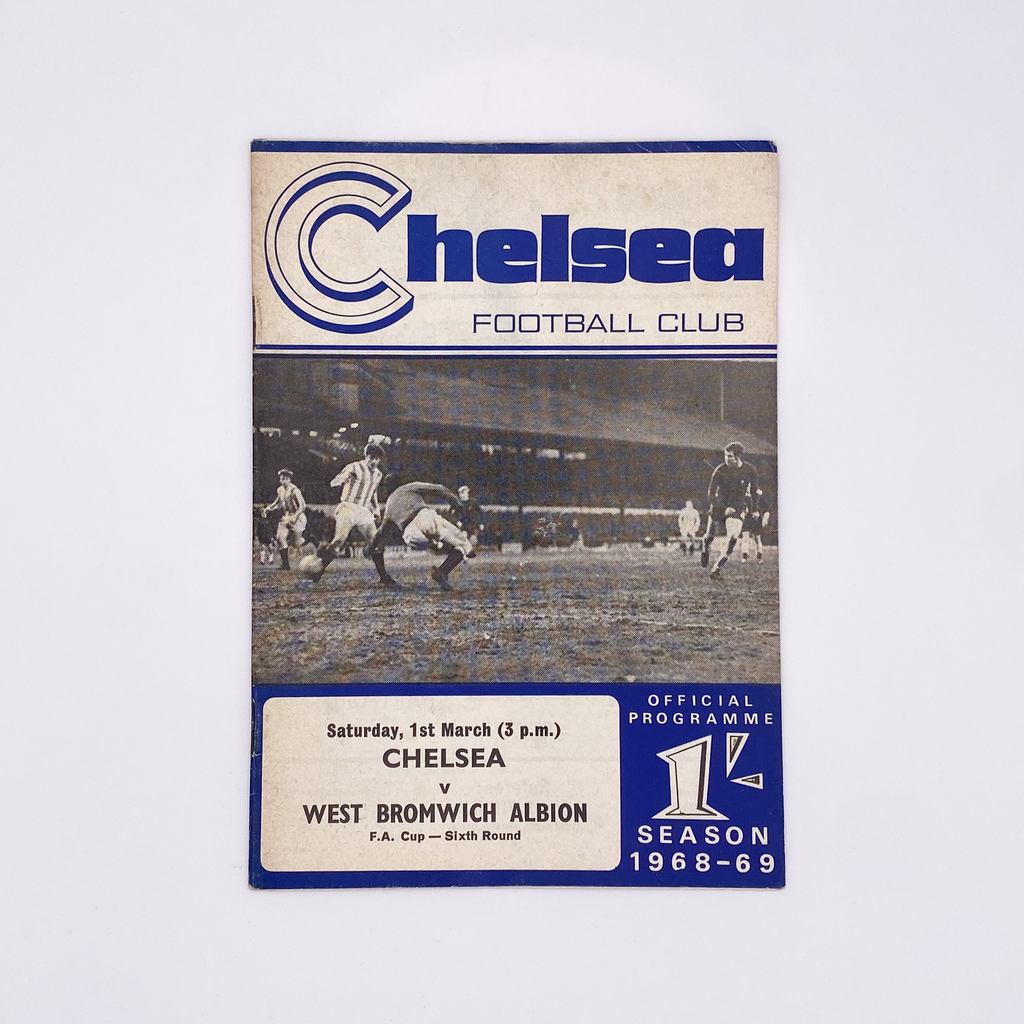 Chelsea
FOOTBALL CLUB
Saturday, 1st March (3 p.m.)
CHELSEA
v
WEST BROMWICH ALBION
F.A. Cup — Sixth Round
OFFICIAL
PROGRAMME
1/-
SEASON
1968-69